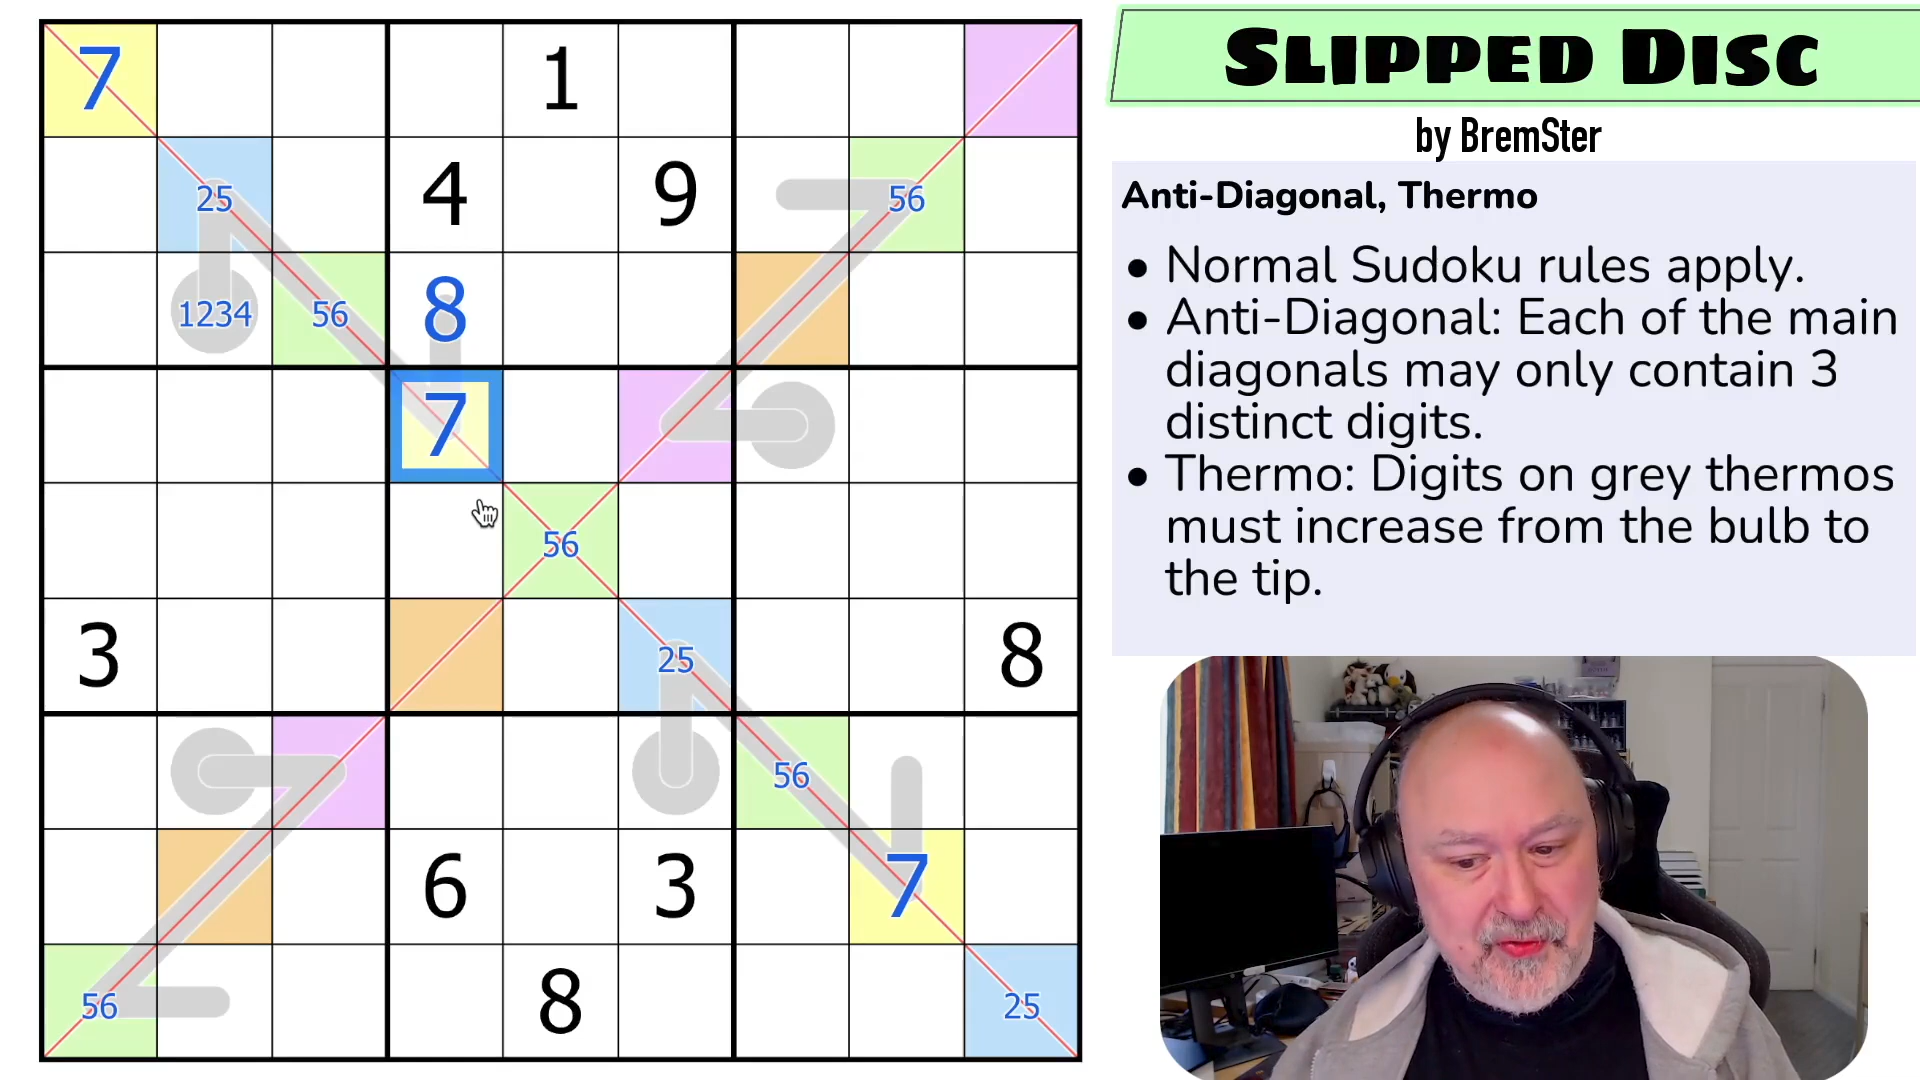 SLIPPED DISC
by BremSter
Anti-Diagonal, Thermo
• Normal Sudoku rules apply.
• Anti-Diagonal: Each of the main
diagonals may only contain 3
distinct digits.
• Thermo: Digits on grey thermos
must increase from the bulb to
the tip.
7 1
25 4 9 56
1234 56 8
7
56
3 25 8
56
6 3 7
56 8 25